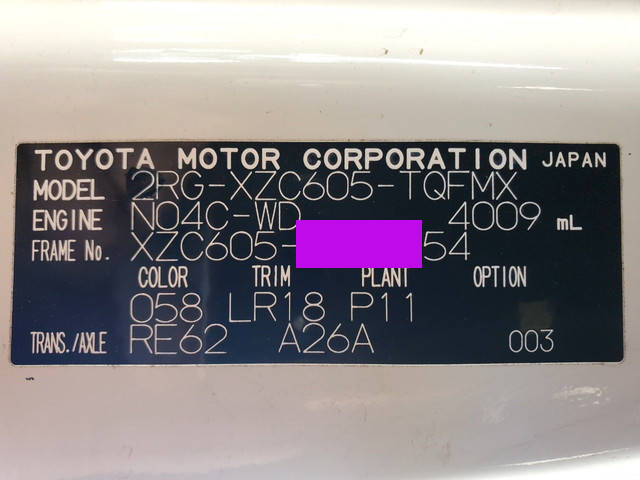 TOYOTA MOTOR CORPORATION JAPAN
MODEL 2RG-XZC605-TQFMX
ENGINE N04C-WD 4009 mL
FRAME No. XZC605- 54
COLOR TRIM PLANT OPTION
058 LR18 P11
TRANS./AXLE RE62 A26A 003